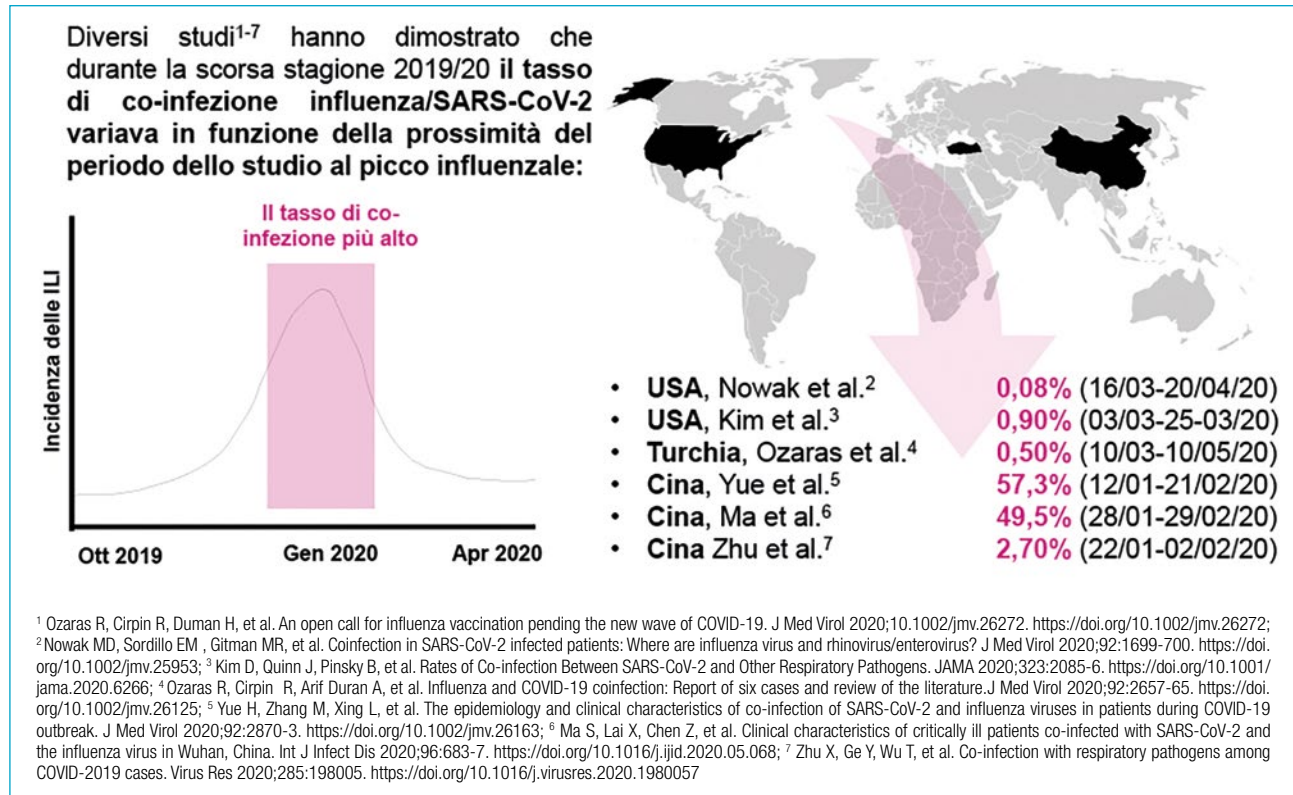 Diversi studi1-7 hanno dimostrato che
durante la scorsa stagione 2019/20 il tasso
di co-infezione influenza/SARS-CoV-2
variava in funzione della prossimità del
periodo dello studio al picco influenzale:
Il tasso di co-
infezione più alto
Incidenza delle ILI
Ott 2019
Gen 2020
Apr 2020
• USA, Nowak et al.2 0,08% (16/03-20/04/20)
• USA, Kim et al.3 0,90% (03/03-25-03/20)
• Turchia, Ozaras et al.4 0,50% (10/03-10/05/20)
• Cina, Yue et al.5 57,3% (12/01-21/02/20)
• Cina, Ma et al.6 49,5% (28/01-29/02/20)
• Cina Zhu et al.7 2,70% (22/01-02/02/20)
1 Ozaras R, Cirpin R, Duman H, et al. An open call for influenza vaccination pending the new wave of COVID-19. J Med Virol 2020;10.1002/jmv.26272. https://doi.org/10.1002/jmv.26272;
2 Nowak MD, Sordillo EM , Gitman MR, et al. Coinfection in SARS-CoV-2 infected patients: Where are influenza virus and rhinovirus/enterovirus? J Med Virol 2020;92:1699-700. https://doi.
org/10.1002/jmv.25953; 3 Kim D, Quinn J, Pinsky B, et al. Rates of Co-infection Between SARS-CoV-2 and Other Respiratory Pathogens. JAMA 2020;323:2085-6. https://doi.org/10.1001/
jama.2020.6266; 4 Ozaras R, Cirpin R, Arif Duran A, et al. Influenza and COVID-19 coinfection: Report of six cases and review of the literature.J Med Virol 2020;92:2657-65. https://doi.
org/10.1002/jmv.26125; 5 Yue H, Zhang M, Xing L, et al. The epidemiology and clinical characteristics of co-infection of SARS-CoV-2 and influenza viruses in patients during COVID-19
outbreak. J Med Virol 2020;92:2870-3. https://doi.org/10.1002/jmv.26163; 6 Ma S, Lai X, Chen Z, et al. Clinical characteristics of critically ill patients co-infected with SARS-CoV-2 and
the influenza virus in Wuhan, China. Int J Infect Dis 2020;96:683-7. https://doi.org/10.1016/j.ijid.2020.05.068; 7 Zhu X, Ge Y, Wu T, et al. Co-infection with respiratory pathogens among
COVID-2019 cases. Virus Res 2020;285:198005. https://doi.org/10.1016/j.virusres.2020.1980057